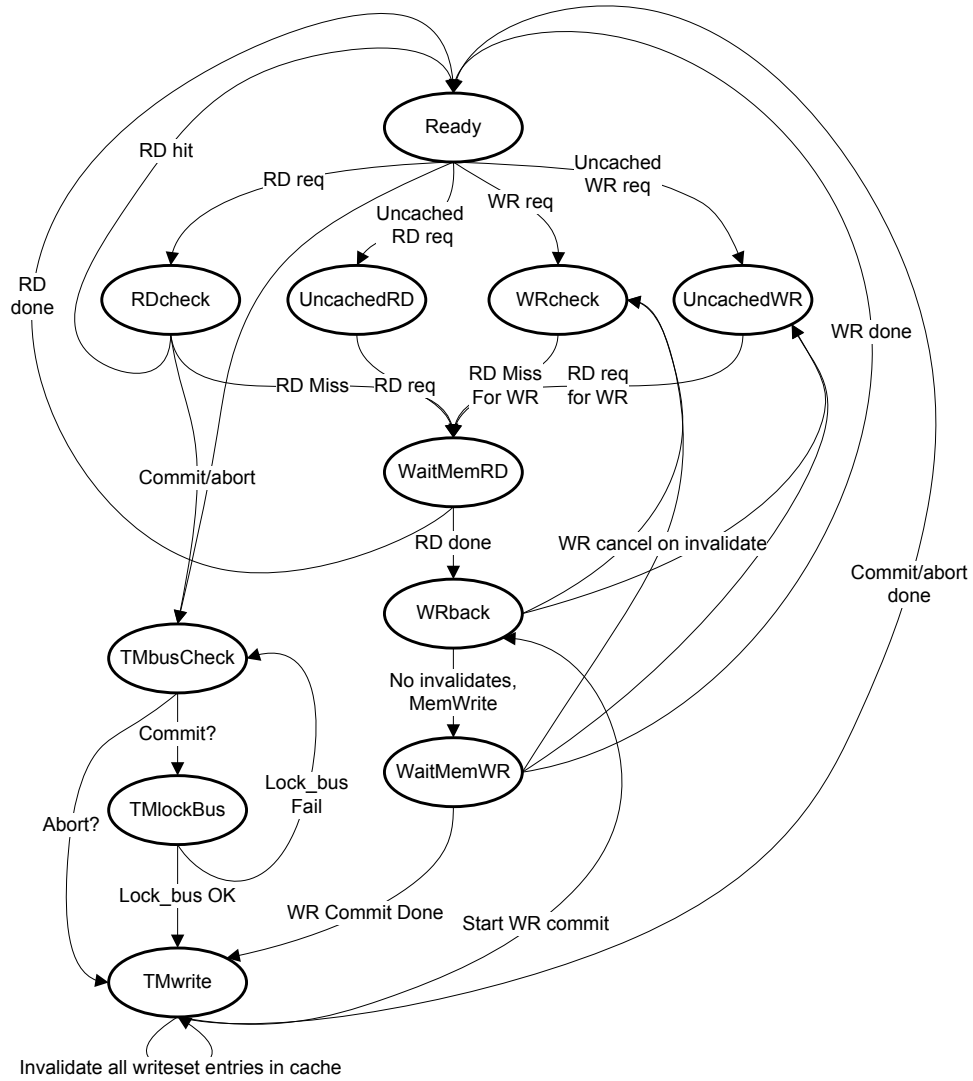 Ready
RD hit
RD req
Uncached
WR req
WR req
Uncached
RD req
RD
done
RDcheck
UncachedRD
WRcheck
UncachedWR
WR done
RD Miss
RD req
RD Miss
For WR
RD req
for WR
WaitMemRD
Commit/abort
RD done
WR cancel on invalidate
Commit/abort
done
WRback
TMbusCheck
No invalidates,
MemWrite
Commit?
WaitMemWR
Lock_bus
Fail
TMlockBus
Abort?
Lock_bus OK
WR Commit Done
Start WR commit
TMwrite
Invalidate all writeset entries in cache